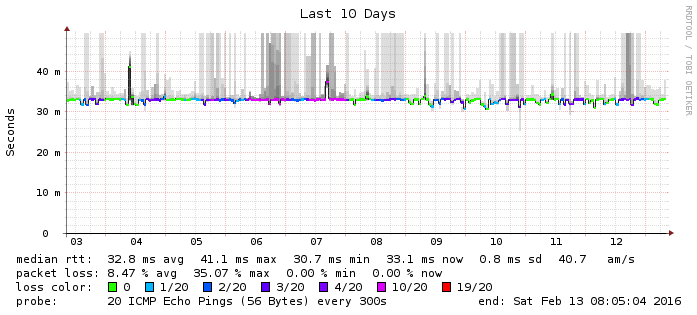 Last 10 Days
RRDTOOL / TOBI OETIKER
Seconds
40 m
30 m
20 m
10 m
0
03 04 05 06 07 08 09 10 11 12
median rtt: 32.8 ms avg 41.1 ms max 30.7 ms min 33.1 ms now 0.8 ms sd 40.7 am/s
packet loss: 8.47 % avg 35.07 % max 0.00 % min 0.00 % now
loss color: 0 1/20 2/20 3/20 4/20 10/20 19/20
probe: 20 ICMP Echo Pings (56 Bytes) every 300s end: Sat Feb 13 08:05:04 2016